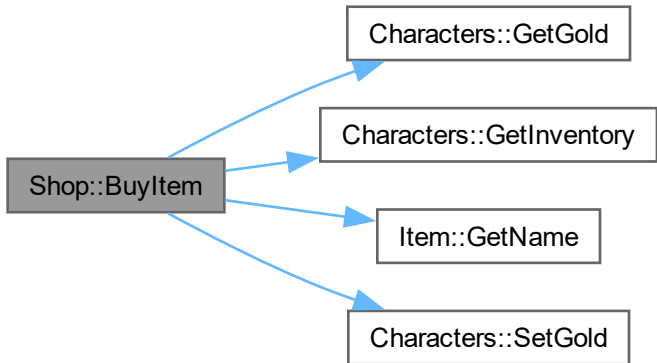 Characters::GetGold
Characters::GetInventory
Shop::BuyItem
Item::GetName
Characters::SetGold